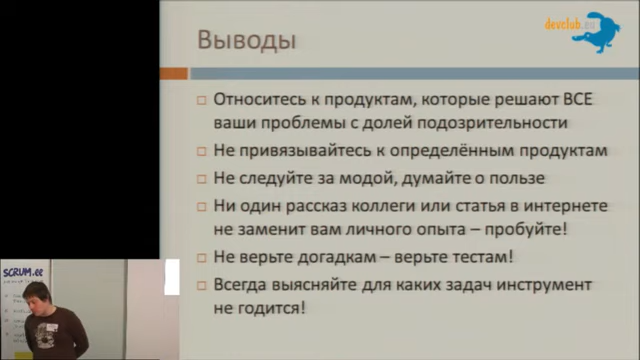 Выводы
devclub.eu
Относитесь к продуктам, которые решают ВСЕ
ваши проблемы с долей подозрительности
Не привязывайтесь к определённым продуктам
Не следуйте за модой, думайте о пользе
Ни один рассказ коллеги или статья в интернете
не заменит вам личного опыта – пробуйте!
Не верьте догадкам – верьте тестам!
Всегда выясняйте для каких задач инструмент
не годится!
SCRUM.ee